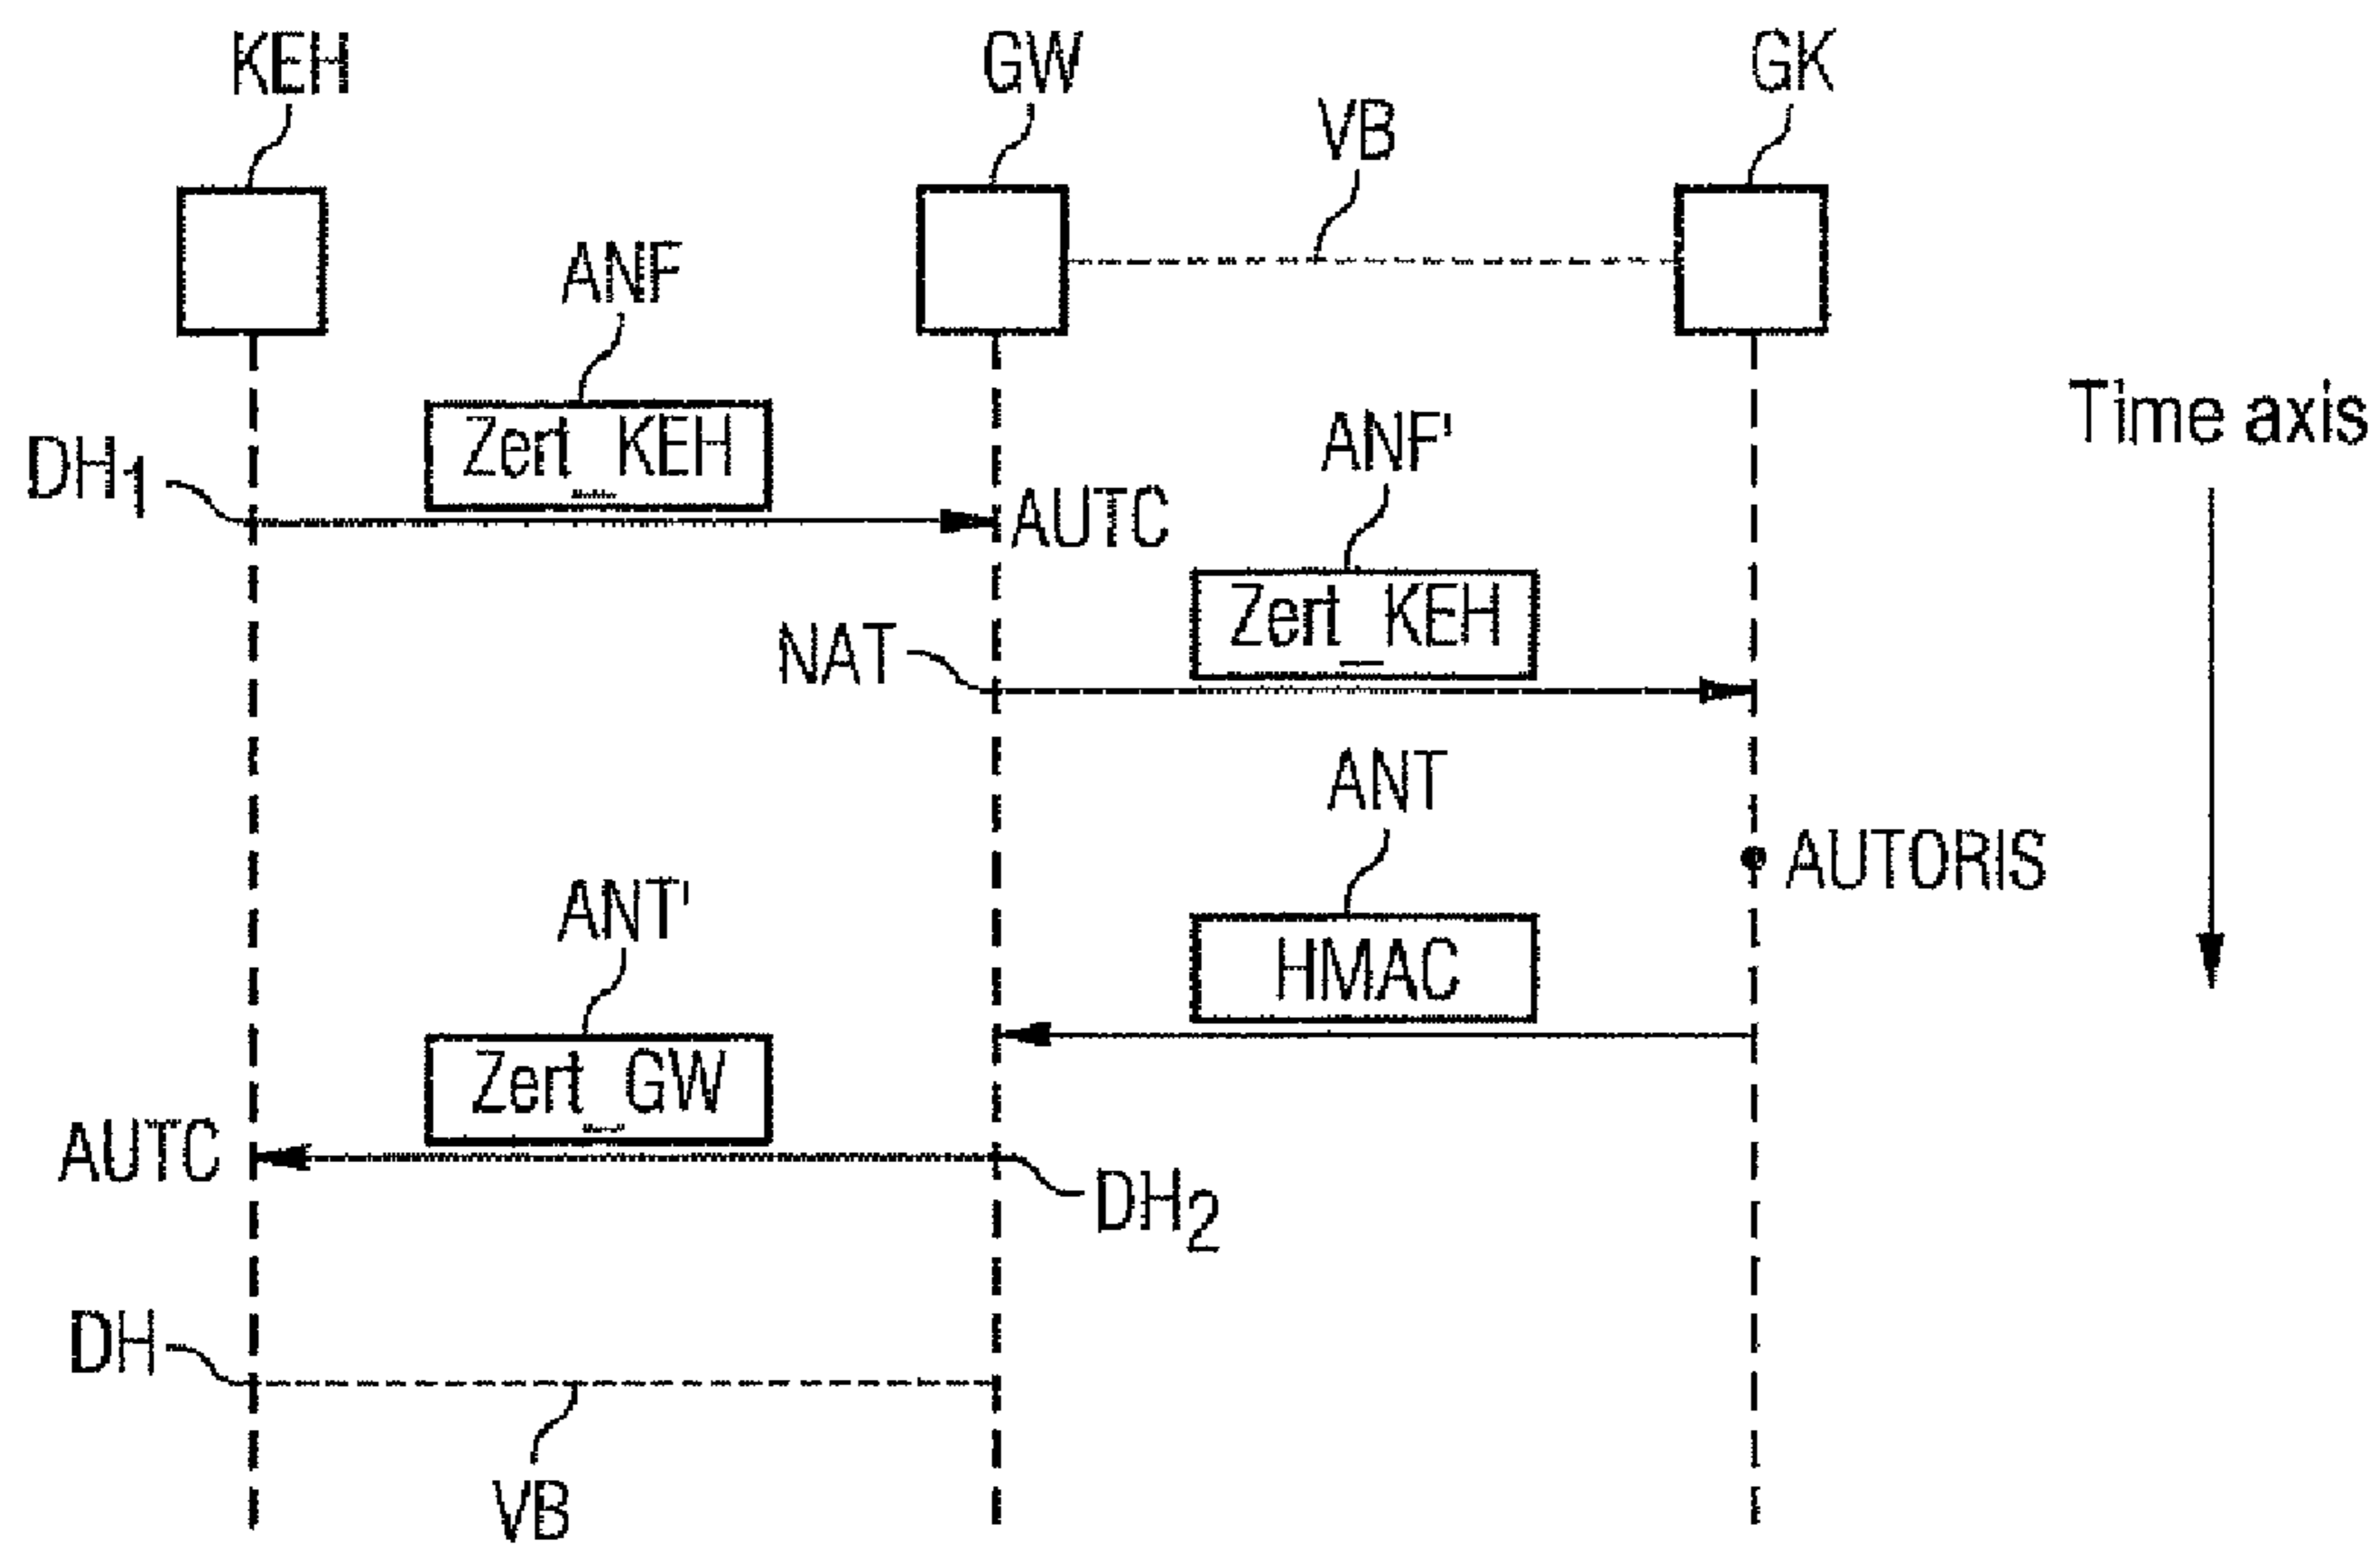 KEH
GW
GK
VB
ANF
Zert_KEH
DH1
AUTC
Time axis
ANF'
Zert_KEH
NAT
ANT
AUTORIS
ANT'
HMAC
Zert_GW
AUTC
DH2
DH
VB